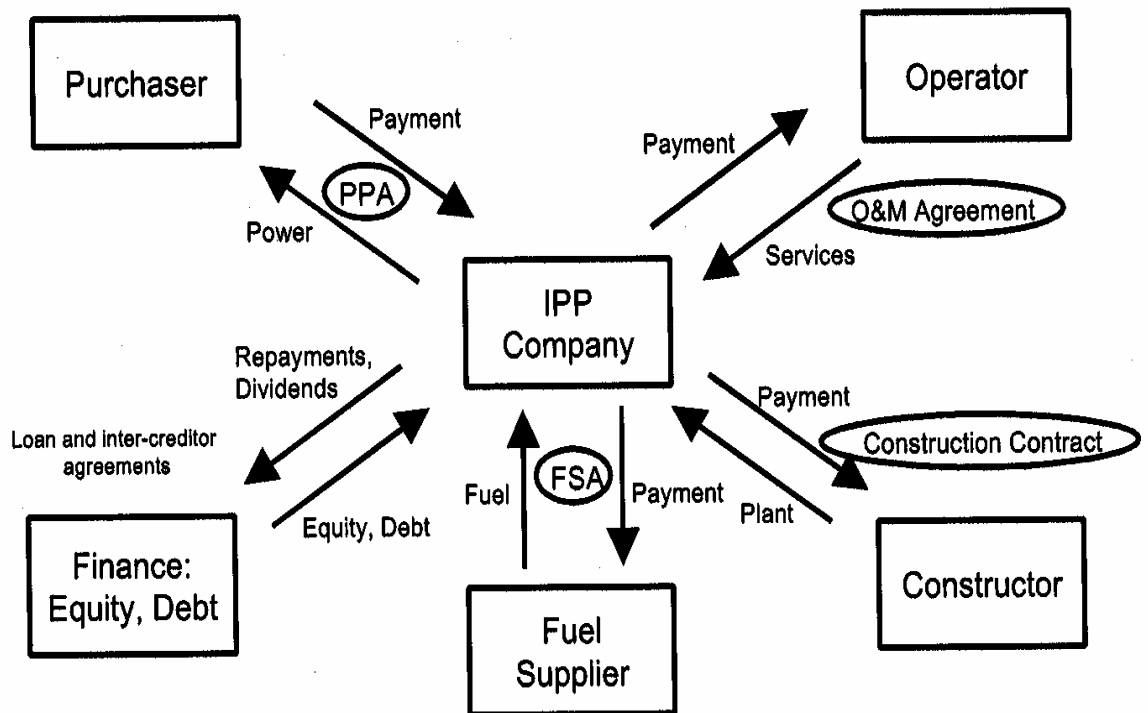 Purchaser
Operator
Payment
Payment
PPA
O&M Agreement
Power
Services
IPP
Company
Repayments,
Dividends
Payment
Loan and inter-creditor
agreements
Construction Contract
FSA
Fuel
Payment
Plant
Equity, Debt
Finance:
Equity, Debt
Constructor
Fuel
Supplier